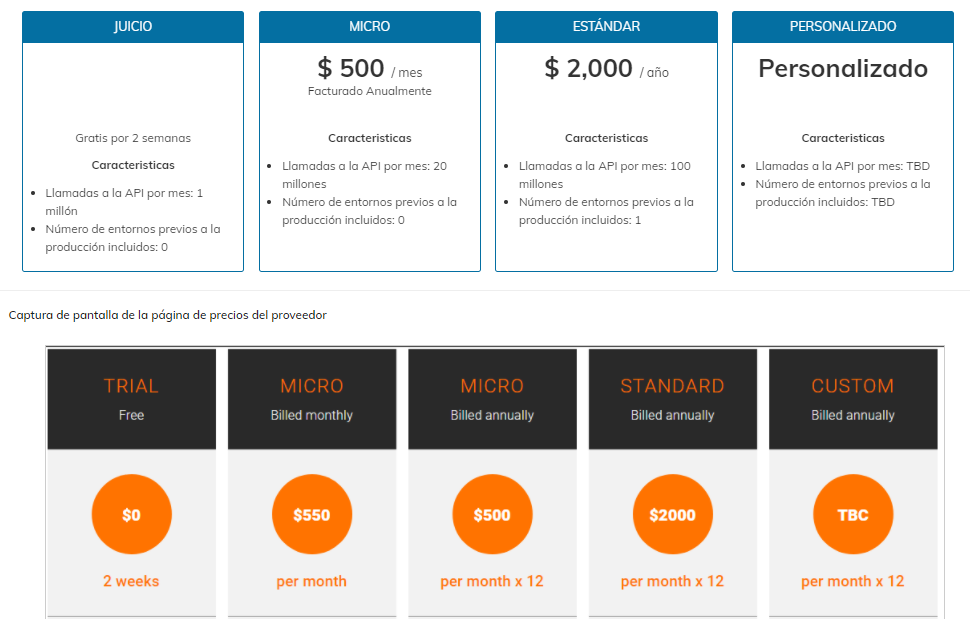 JUICIO
Gratis por 2 semanas
Caracteristicas
Llamadas a la API por mes: 1
millón
Número de entornos previos a la
producción incluidos: 0
MICRO
$ 500 / mes
Facturado Anualmente
Caracteristicas
Llamadas a la API por mes: 20
millones
Número de entornos previos a la
producción incluidos: 0
ESTÁNDAR
$ 2,000 / año
Caracteristicas
Llamadas a la API por mes: 100
millones
Número de entornos previos a la
producción incluidos: 1
PERSONALIZADO
Personalizado
Caracteristicas
Llamadas a la API por mes: TBD
Número de entornos previos a la
producción incluidos: TBD
Captura de pantalla de la página de precios del proveedor
TRIAL
Free
$0
2 weeks
MICRO
Billed monthly
$550
per month
MICRO
Billed annually
$500
per month x 12
STANDARD
Billed annually
$2000
per month x 12
CUSTOM
Billed annually
TBC
per month x 12